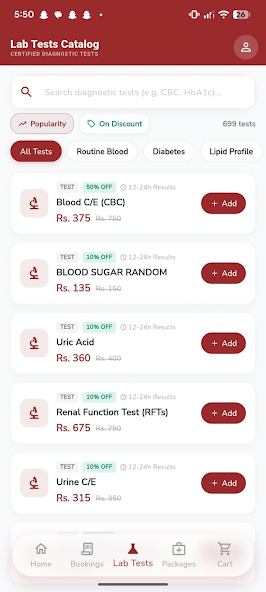 5:50
26
Lab Tests Catalog
CERTIFIED DIAGNOSTIC TESTS
Search diagnostic tests (e.g, CBC, HbA1c)...
Popularity
On Discount
699 tests
All Tests
Routine Blood
Diabetes
Lipid Profile
TEST 50% OFF 12-24h Results
Blood C/E (CBC)
Rs. 375 Rs. 750
+ Add
TEST 10% OFF 12-24h Results
BLOOD SUGAR RANDOM
Rs. 135 Rs. 150
+ Add
TEST 10% OFF 12-24h Results
Uric Acid
Rs. 360 Rs. 400
+ Add
TEST 10% OFF 12-24h Results
Renal Function Test (RFTs)
Rs. 675 Rs. 750
+ Add
TEST 10% OFF 12-24h Results
Urine C/E
Rs. 315 Rs. 350
+ Add
Home
Bookings
Lab Tests
Packages
Cart